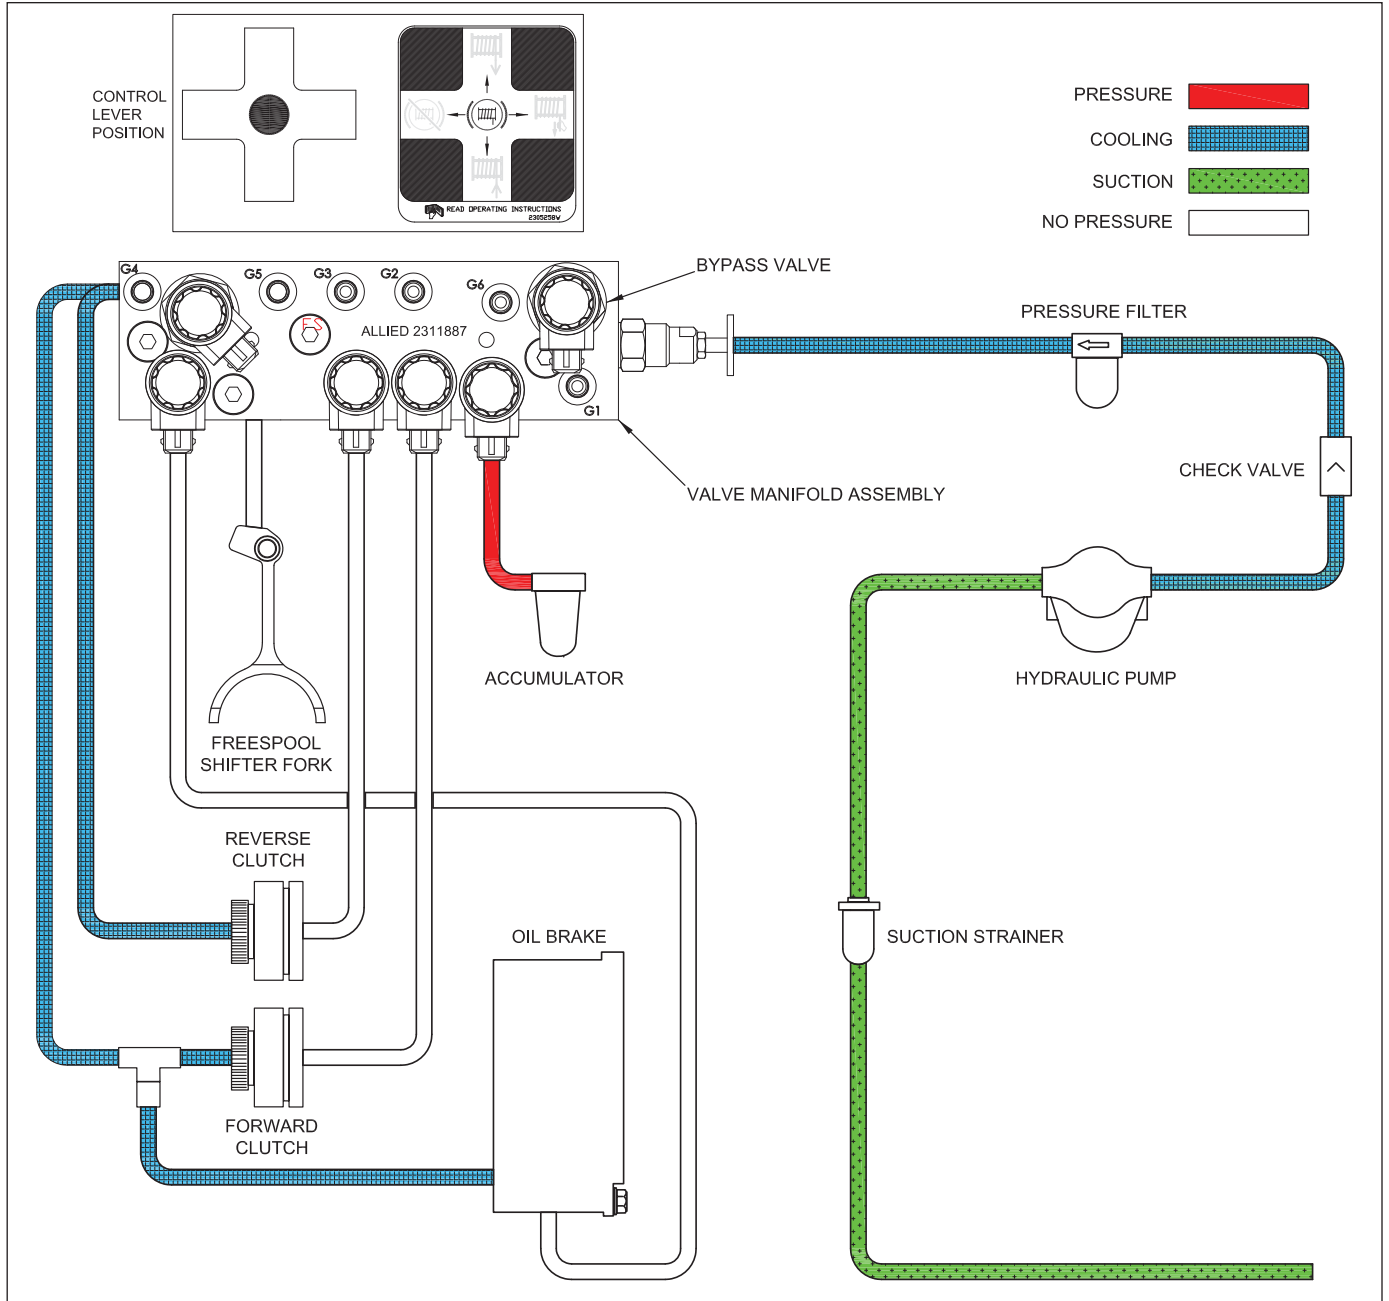 CONTROL
LEVER
POSITION
READ OPERATING INSTRUCTIONS
2305258W
PRESSURE
COOLING
SUCTION
NO PRESSURE
G4
G5
G3
G2
G6
BYPASS VALVE
PRESSURE FILTER
FS
ALLIED 2311887
G1
CHECK VALVE
VALVE MANIFOLD ASSEMBLY
ACCUMULATOR
HYDRAULIC PUMP
FREESPOOL
SHIFTER FORK
REVERSE
CLUTCH
OIL BRAKE
SUCTION STRAINER
FORWARD
CLUTCH